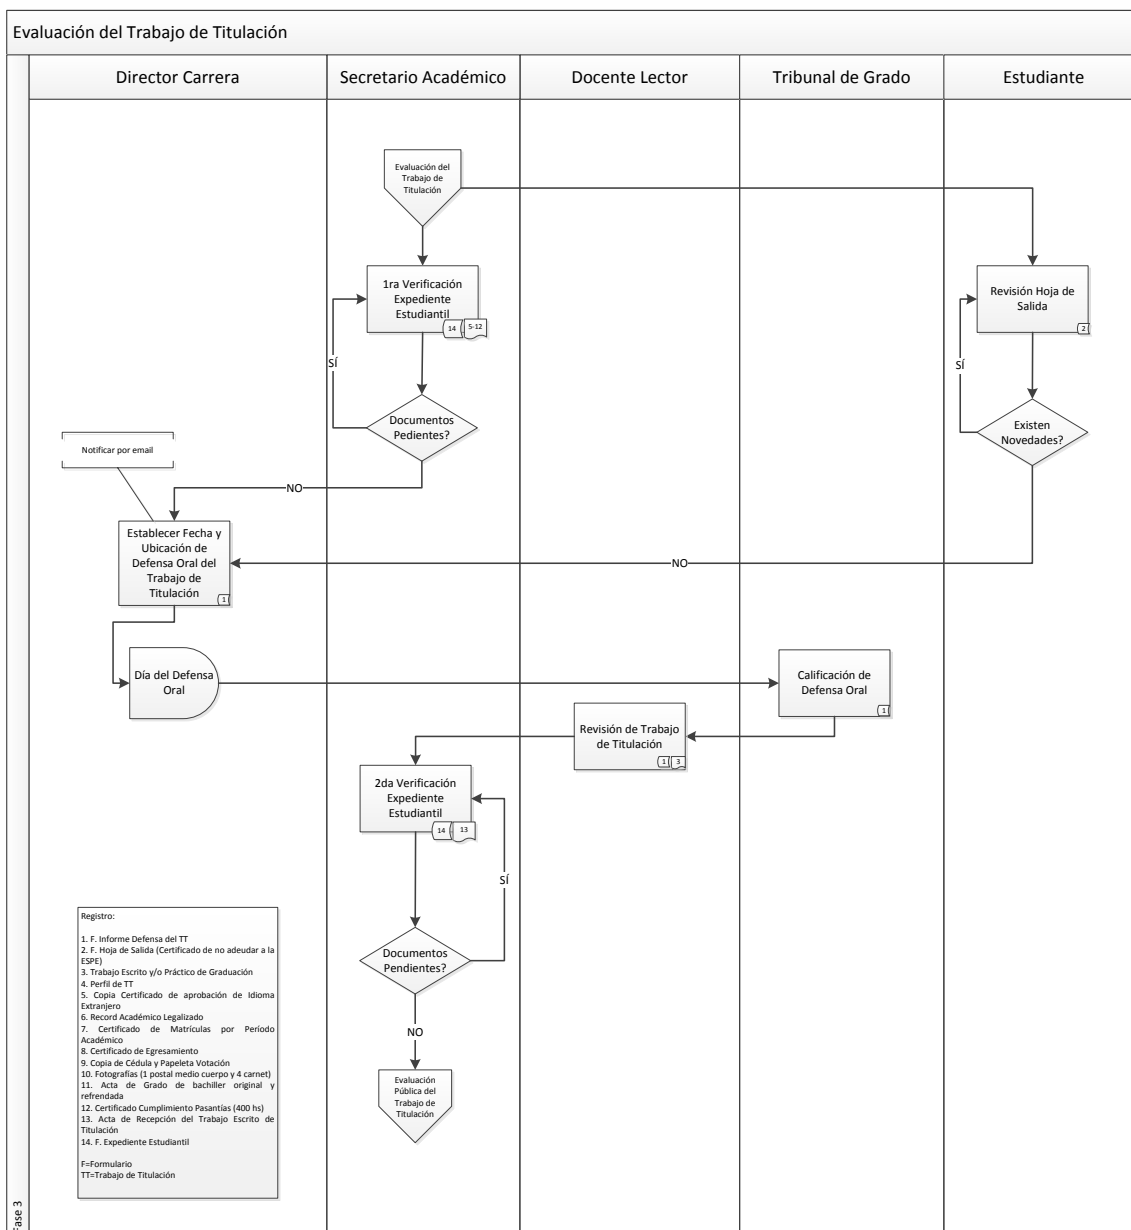 Evaluación del Trabajo de Titulación
Director Carrera
Secretario Académico
Docente Lector
Tribunal de Grado
Estudiante
Evaluación del
Trabajo de
Titulación
1ra Verificación
Expediente
Estudiantil
14
5-12
Revisión Hoja de
Salida
2
SÍ
SÍ
Documentos
Pedientes?
Existen
Novedades?
Notificar por email
NO
Establecer Fecha y
Ubicación de
Defensa Oral del
Trabajo de
Titulación
1
NO
Día del Defensa
Oral
Calificación de
Defensa Oral
1
Revisión de Trabajo
de Titulación
1
3
2da Verificación
Expediente
Estudiantil
14
13
SÍ
Documentos
Pendientes?
NO
Evaluación
Pública del
Trabajo de
Titulación
Registro:
1. F. Informe Defensa del TT
2. F. Hoja de Salida (Certificado de no adeudar a la
ESPE)
3. Trabajo Escrito y/o Práctico de Graduación
4. Perfil de TT
5. Copia Certificado de aprobación de Idioma
Extranjero
6. Record Académico Legalizado
7. Certificado de Matrículas por Período
Académico
8. Certificado de Egresamiento
9. Copia de Cédula y Papeleta Votación
10. Fotografías (1 postal medio cuerpo y 4 carnet)
11. Acta de Grado de bachiller original y
refrendada
12. Certificado Cumplimiento Pasantías (400 hs)
13. Acta de Recepción del Trabajo Escrito de
Titulación
14. F. Expediente Estudiantil
F=Formulario
TT=Trabajo de Titulación
Fase 3